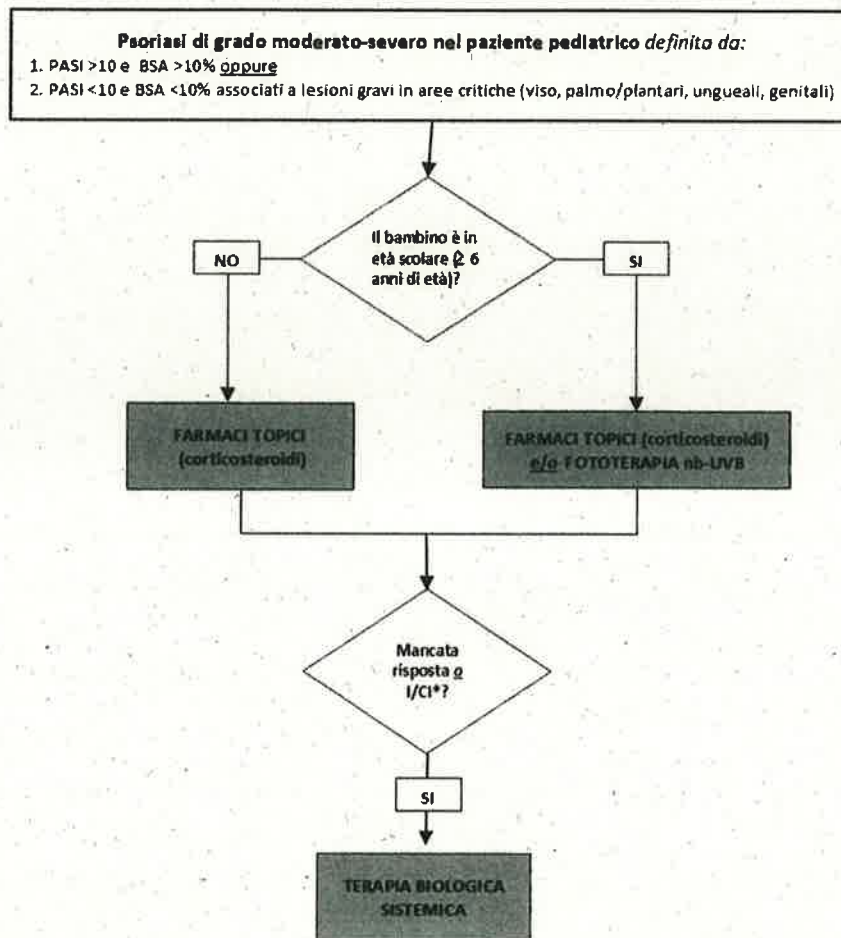 Psoriasi di grado moderato-severo nel paziente pediatrico definita da:
1. PASI >10 e BSA >10% oppure
2. PASI <10 e BSA <10% associati a lesioni gravi in aree critiche (viso, palmo/plantari, ungueali, genitali)
Il bambino è in
età scolare (≥ 6
anni di età)?
NO
SI
FARMACI TOPICI
(corticosteroidi)
FARMACI TOPICI (corticosteroidi)
e/o FOTOTERAPIA nb-UVB
Mancata
risposta o
I/CI*?
SI
TERAPIA BIOLOGICA
SISTEMICA